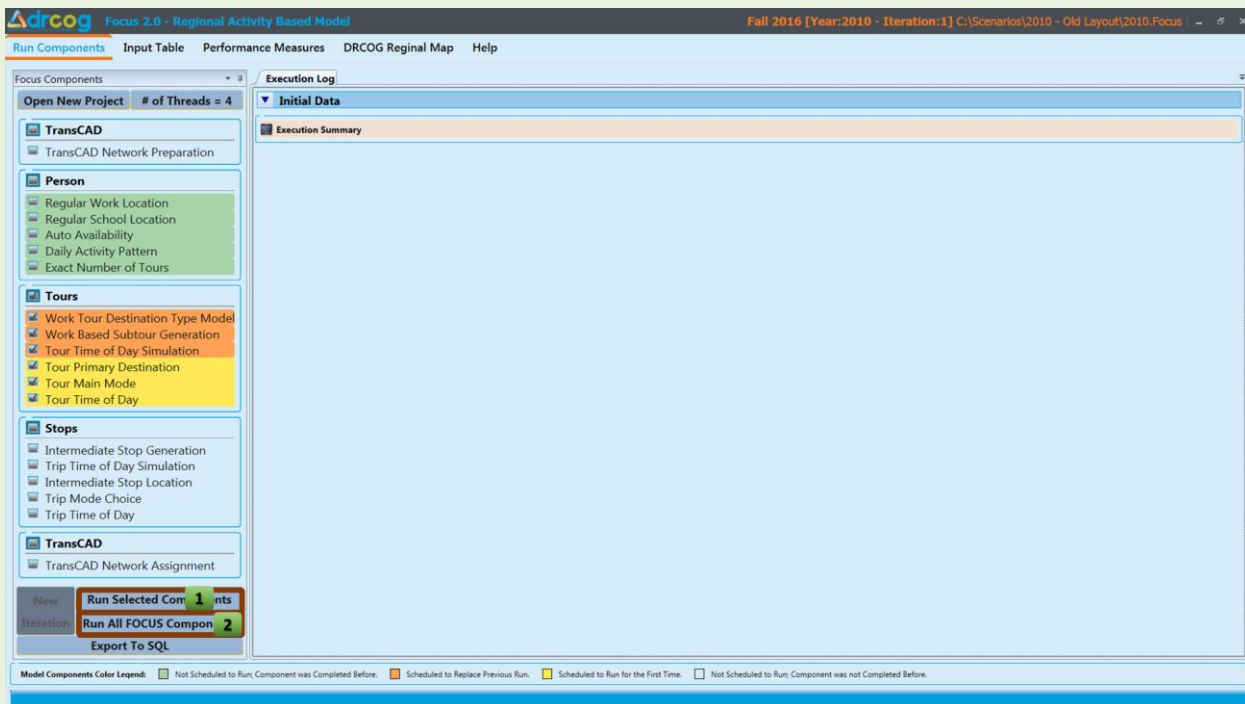 drcog Focus 2.0 - Regional Activity Based Model Fall 2016 [Year:2010 - Iteration:1] C:\Scenarios\2010 - Old Layout\2010.Focus
Run Components Input Table Performance Measures DRCOG Reginal Map Help
Focus Components
Open New Project # of Threads = 4
TransCAD
TransCAD Network Preparation
Person
Regular Work Location
Regular School Location
Auto Availability
Daily Activity Pattern
Exact Number of Tours
Tours
Work Tour Destination Type Model
Work Based Subtour Generation
Tour Time of Day Simulation
Tour Primary Destination
Tour Main Mode
Tour Time of Day
Stops
Intermediate Stop Generation
Trip Time of Day Simulation
Intermediate Stop Location
Trip Mode Choice
Trip Time of Day
TransCAD
TransCAD Network Assignment
New Iteration
Run Selected Com 1 nts
Run All FOCUS Compon 2
Export To SQL
Execution Log
Initial Data
Execution Summary
Model Components Color Legend: Not Scheduled to Run; Component was Completed Before. Scheduled to Replace Previous Run. Scheduled to Run for the First Time. Not Scheduled to Run; Component was not Completed Before.